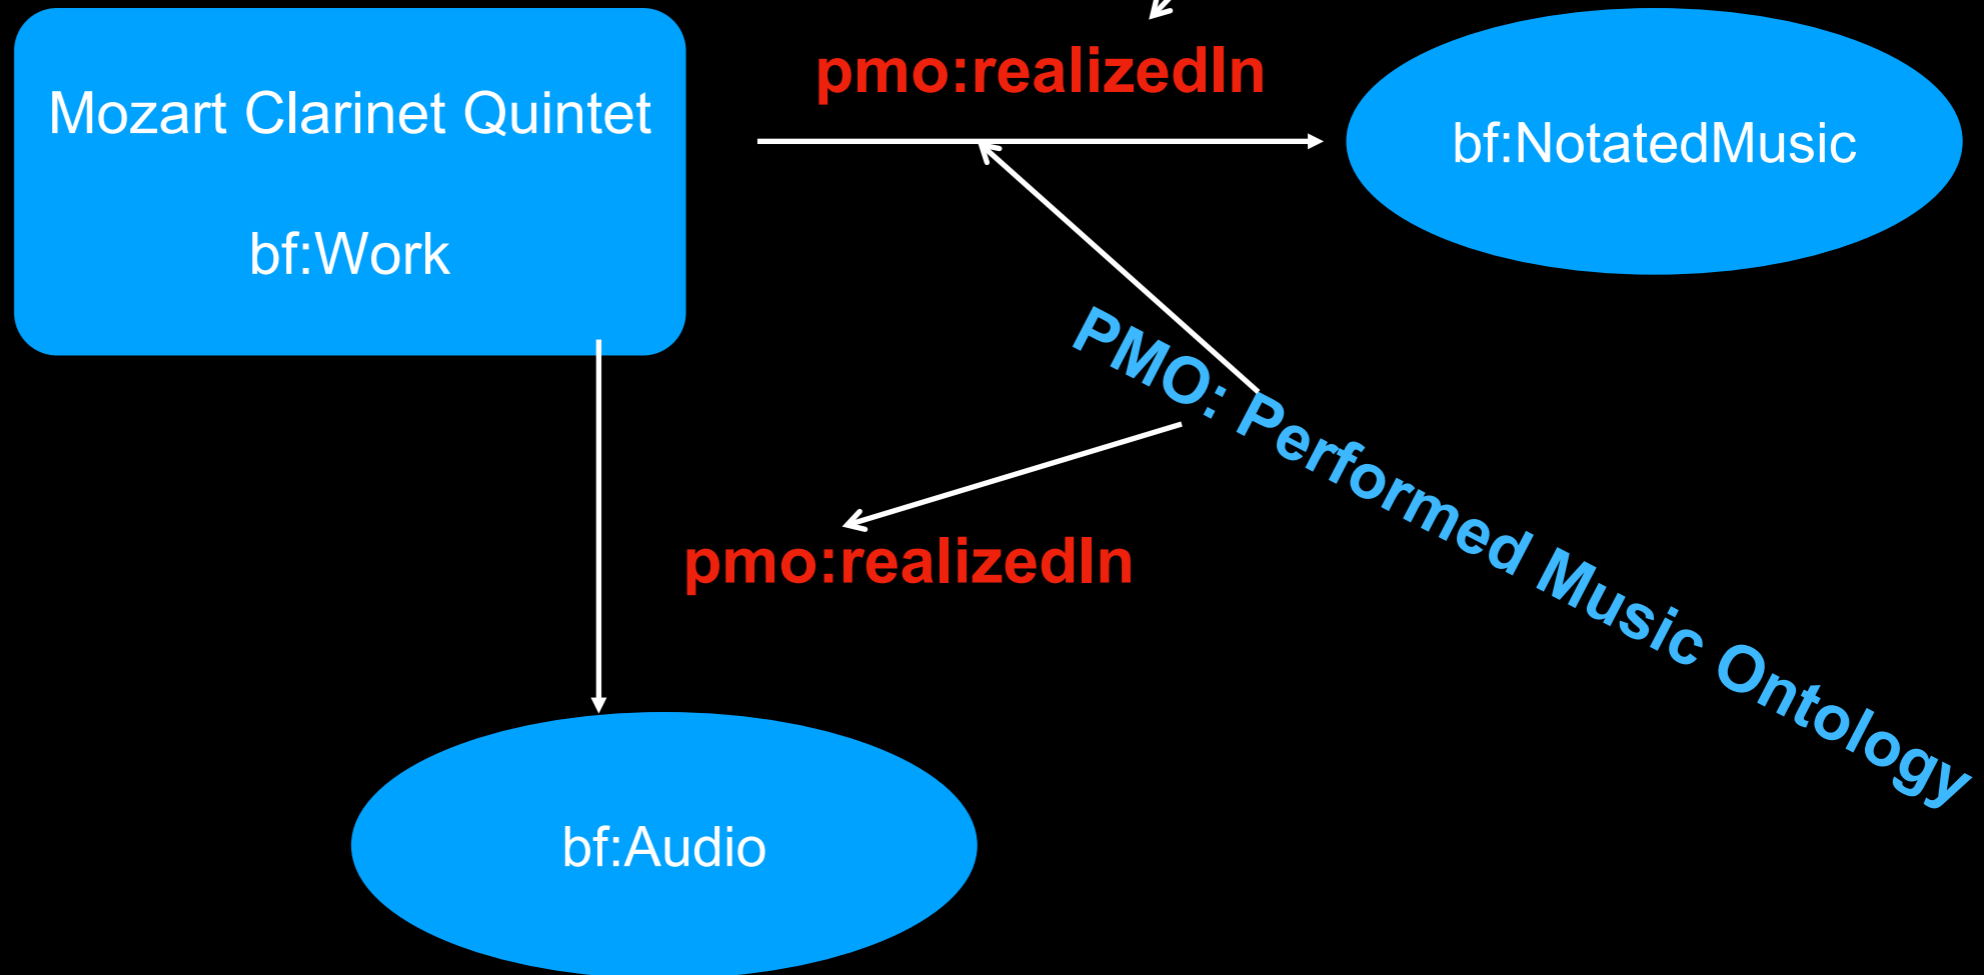 Mozart Clarinet Quintet
bf:Work
pmo:realizedIn
bf:NotatedMusic
PMO: Performed Music Ontology
pmo:realizedIn
bf:Audio